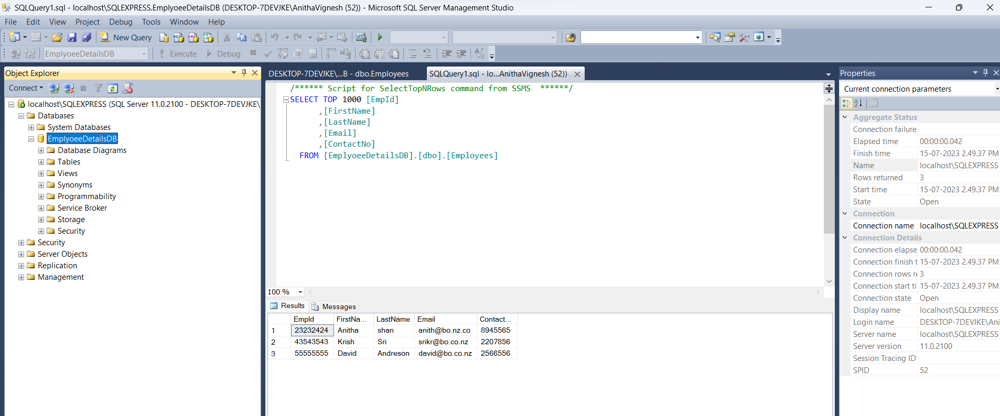 SQLQuery1.sql - localhost\SQLEXPRESS.EmplyoeeDetailsDB (DESKTOP-7DEVJKE\AnithaVignesh (52)) - Microsoft SQL Server Management Studio
File Edit View Project Debug Tools Window Help
New Query
EmplyoeeDetailsDB Execute Debug
Object Explorer
Connect
localhost\SQLEXPRESS (SQL Server 11.0.2100 - DESKTOP-7DEVJKE\
Databases
System Databases
EmplyoeeDetailsDB
Database Diagrams
Tables
Views
Synonyms
Programmability
Service Broker
Storage
Security
Security
Server Objects
Replication
Management
DESKTOP-7DEVJKE\...B - dbo.Employees
SQLQuery1.sql - lo...AnithaVignesh (52))
/****** Script for SelectTopNRows command from SSMS  ******/
SELECT TOP 1000 [EmpId]
,[FirstName]
,[LastName]
,[Email]
,[ContactNo]
FROM [EmplyoeeDetailsDB].[dbo].[Employees]
100 %
Results Messages
EmpId FirstNa... LastName Email Contact...
1 23232424 Anitha shan anith@bo.nz.co 8945565
2 43543543 Krish Sri srikr@bo.co.nz 2207856
3 55555555 David Andreson david@bo.co.nz 2566556
Properties
Current connection parameters
Aggregate Status
Connection failure
Elapsed time 00:00:00.042
Finish time 15-07-2023 2.49.37 PM
Name localhost\SQLEXPRESS
Rows returned 3
Start time 15-07-2023 2.49.37 PM
State Open
Connection
Connection name localhost\SQLEXPRESS
Connection Details
Connection elapse 00:00:00.042
Connection finish t 15-07-2023 2.49.37 PM
Connection rows re 3
Connection start ti 15-07-2023 2.49.37 PM
Connection state Open
Display name localhost\SQLEXPRESS
Login name DESKTOP-7DEVJKE\Ani
Server name localhost\SQLEXPRESS
Server version 11.0.2100
Session Tracing ID
SPID 52